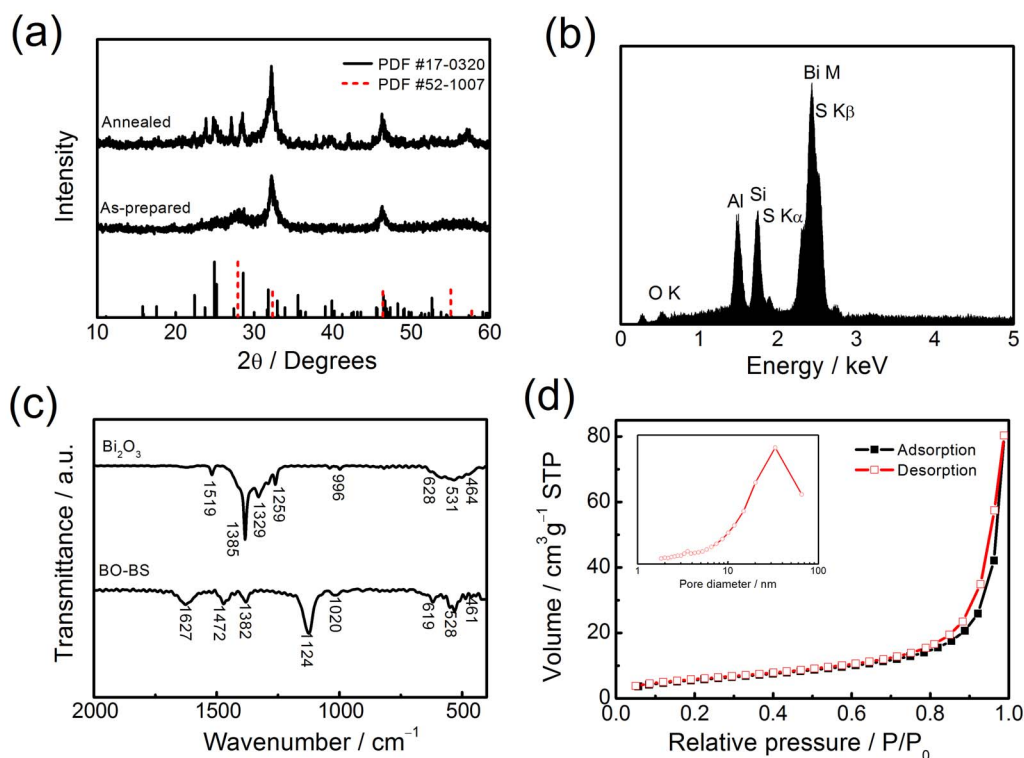 (a)
PDF #17-0320
PDF #52-1007
Annealed
As-prepared
Intensity
10 20 30 40 50 60
2θ / Degrees
(b)
Bi M
S Kβ
Al
Si
S Kα
O K
0 1 2 3 4 5
Energy / keV
(c)
Bi₂O₃
1519
1385
1329
1259
996
628
531
464
BO-BS
1627
1472
1382
1124
1020
619
528
461
Transmittance / a.u.
2000 1500 1000 500
Wavenumber / cm⁻¹
(d)
80
60
40
20
0
Volume / cm³g⁻¹ STP
Adsorption
Desorption
1 10 100
Pore diameter / nm
0.0 0.2 0.4 0.6 0.8 1.0
Relative pressure / P/P₀